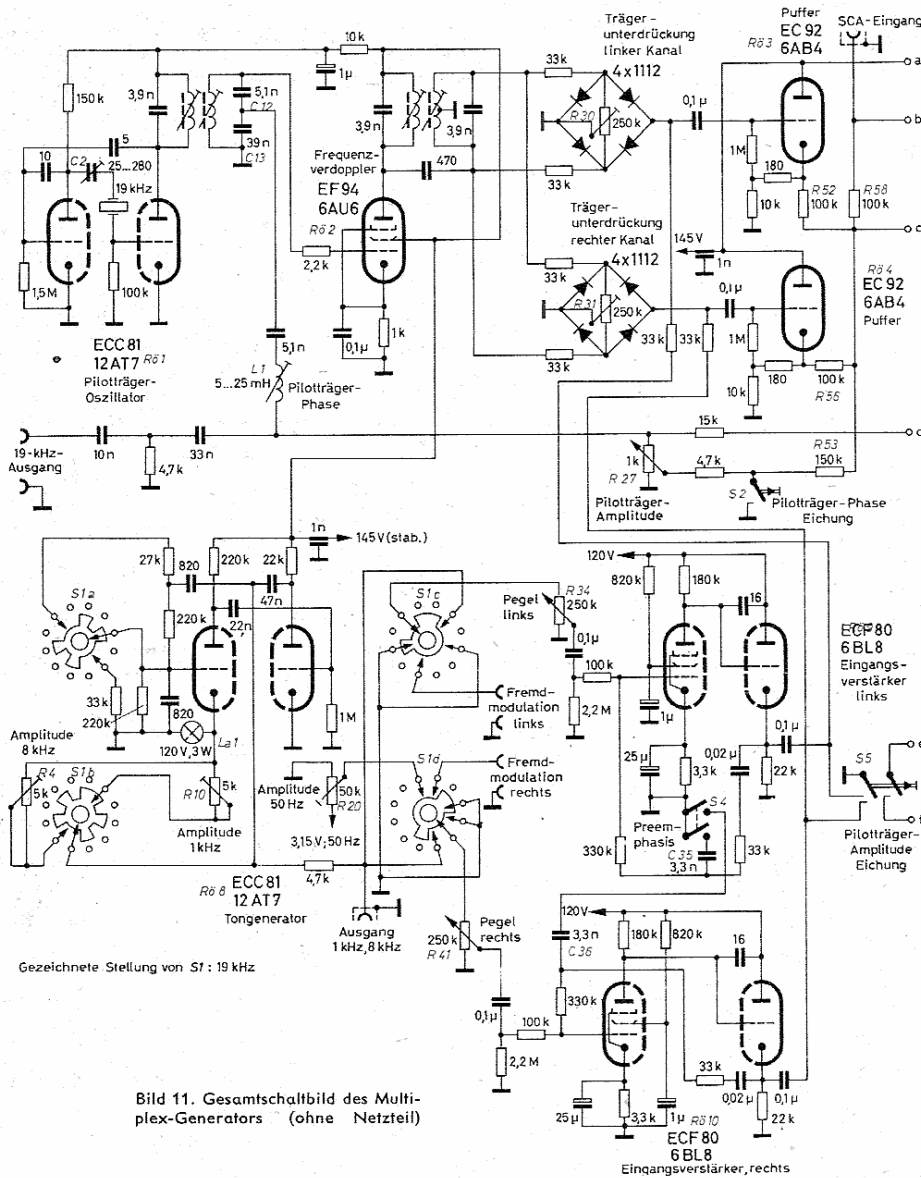 Puffer
EC 92
6AB4
Rö3
SCA-Eingang
Träger-
unterdrückung
linker Kanal
4x1112
10k
1µ
33k
150k
3,9n
5,1n
C12
39n
C13
3,9n
3,9n
R30
250k
0,1µ
a
b
c
1M
180
R52
100k
R58
100k
10k
5
10
C2
25...280
19kHz
Frequenz-
verdoppler
EF94
6AU6
Rö2
470
33k
Träger-
unterdrückung
rechter Kanal
4x1112
145V
1n
Rö4
EC 92
6AB4
Puffer
2,2k
33k
R31
250k
0,1µ
1,5M
100k
5,1n
0,1µ
1k
33k
33k
33k
1M
180
100k
R56
10k
ECC 81
12AT7
Rö1
Pilotträger-
Oszillator
L1
5...25mH
Pilotträger-
Phase
19-kHz-
Ausgang
10n
4,7k
33n
15k
1k
R27
4,7k
R53
150k
S2
Pilotträger-
Amplitude
Pilotträger-Phase
Eichung
1n
145V(stab.)
27k
820
220k
22k
47n
22n
S1a
220k
S1c
Pegel
links
R34
250k
0,1µ
120V
820k
180k
16
ECF80
6BL8
Eingangs-
verstärker
links
33k
220k
820
120V,3W
La1
1M
Fremd-
modulation
links
100k
2,2M
1µ
25µ
3,3k
0,02µ
0,1µ
22k
Amplitude
8kHz
R4
5k
S1b
R10
5k
Amplitude
1kHz
Amplitude
50Hz
50k
R20
3,15V;50Hz
S1d
Fremd-
modulation
rechts
Preem-
phasis
S4
C35
3,3n
330k
33k
S5
e
f
Pilotträger-
Amplitude
Eichung
Rö8
ECC81
12AT7
Tongenerator
4,7k
Ausgang
1kHz,8kHz
250k
R41
Pegel
rechts
3,3n
C36
120V
180k
820k
16
Gezeichnete Stellung von S1: 19 kHz
0,1µ
100k
330k
2,2M
33k
0,02µ
0,1µ
22k
25µ
3,3k
1µ
Rö10
ECF80
6BL8
Eingangsverstärker, rechts
Bild 11. Gesamtschaltbild des Multi-
plex-Generators (ohne Netzteil)